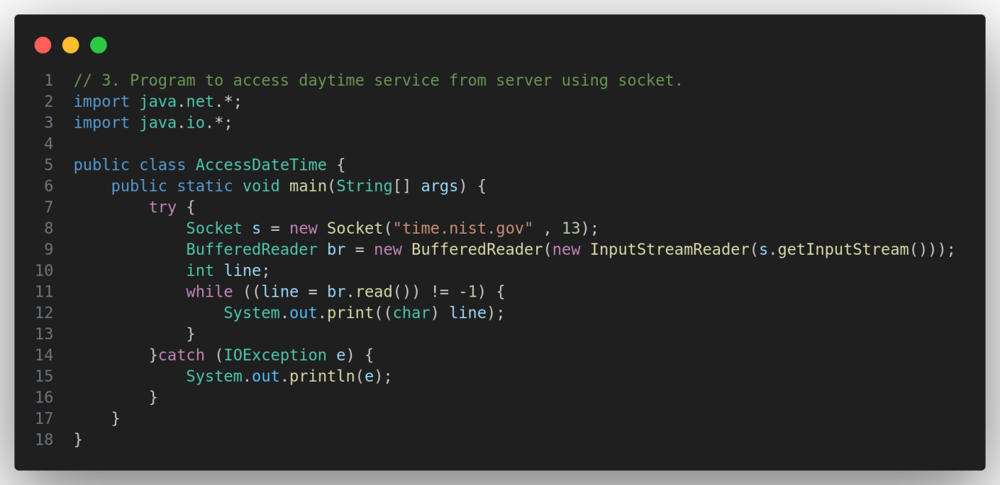 1 // 3. Program to access daytime service from server using socket.
2 import java.net.*;
3 import java.io.*;
4
5 public class AccessDateTime {
6     public static void main(String[] args) {
7         try {
8             Socket s = new Socket("time.nist.gov" , 13);
9             BufferedReader br = new BufferedReader(new InputStreamReader(s.getInputStream()));
10             int line;
11             while ((line = br.read()) != -1) {
12                 System.out.print((char) line);
13             }
14         }catch (IOException e) {
15             System.out.println(e);
16         }
17     }
18 }